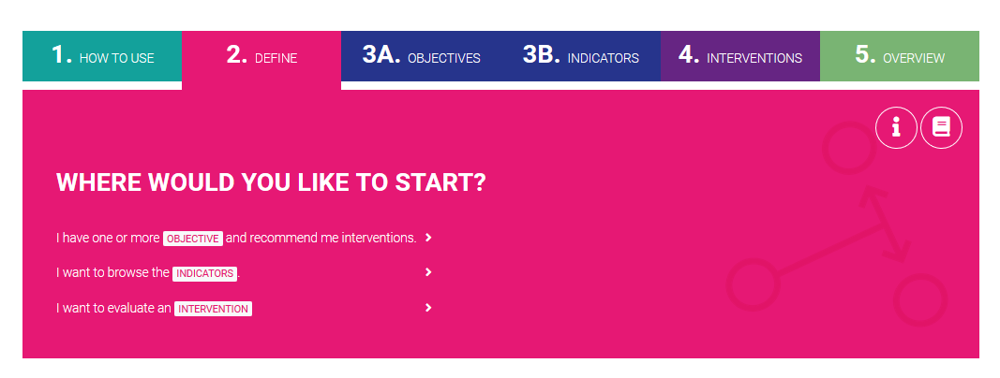 1. HOW TO USE
2. DEFINE
3A. OBJECTIVES
3B. INDICATORS
4. INTERVENTIONS
5. OVERVIEW
WHERE WOULD YOU LIKE TO START?
I have one or more OBJECTIVE and recommend me interventions.
I want to browse the INDICATORS.
I want to evaluate an INTERVENTION